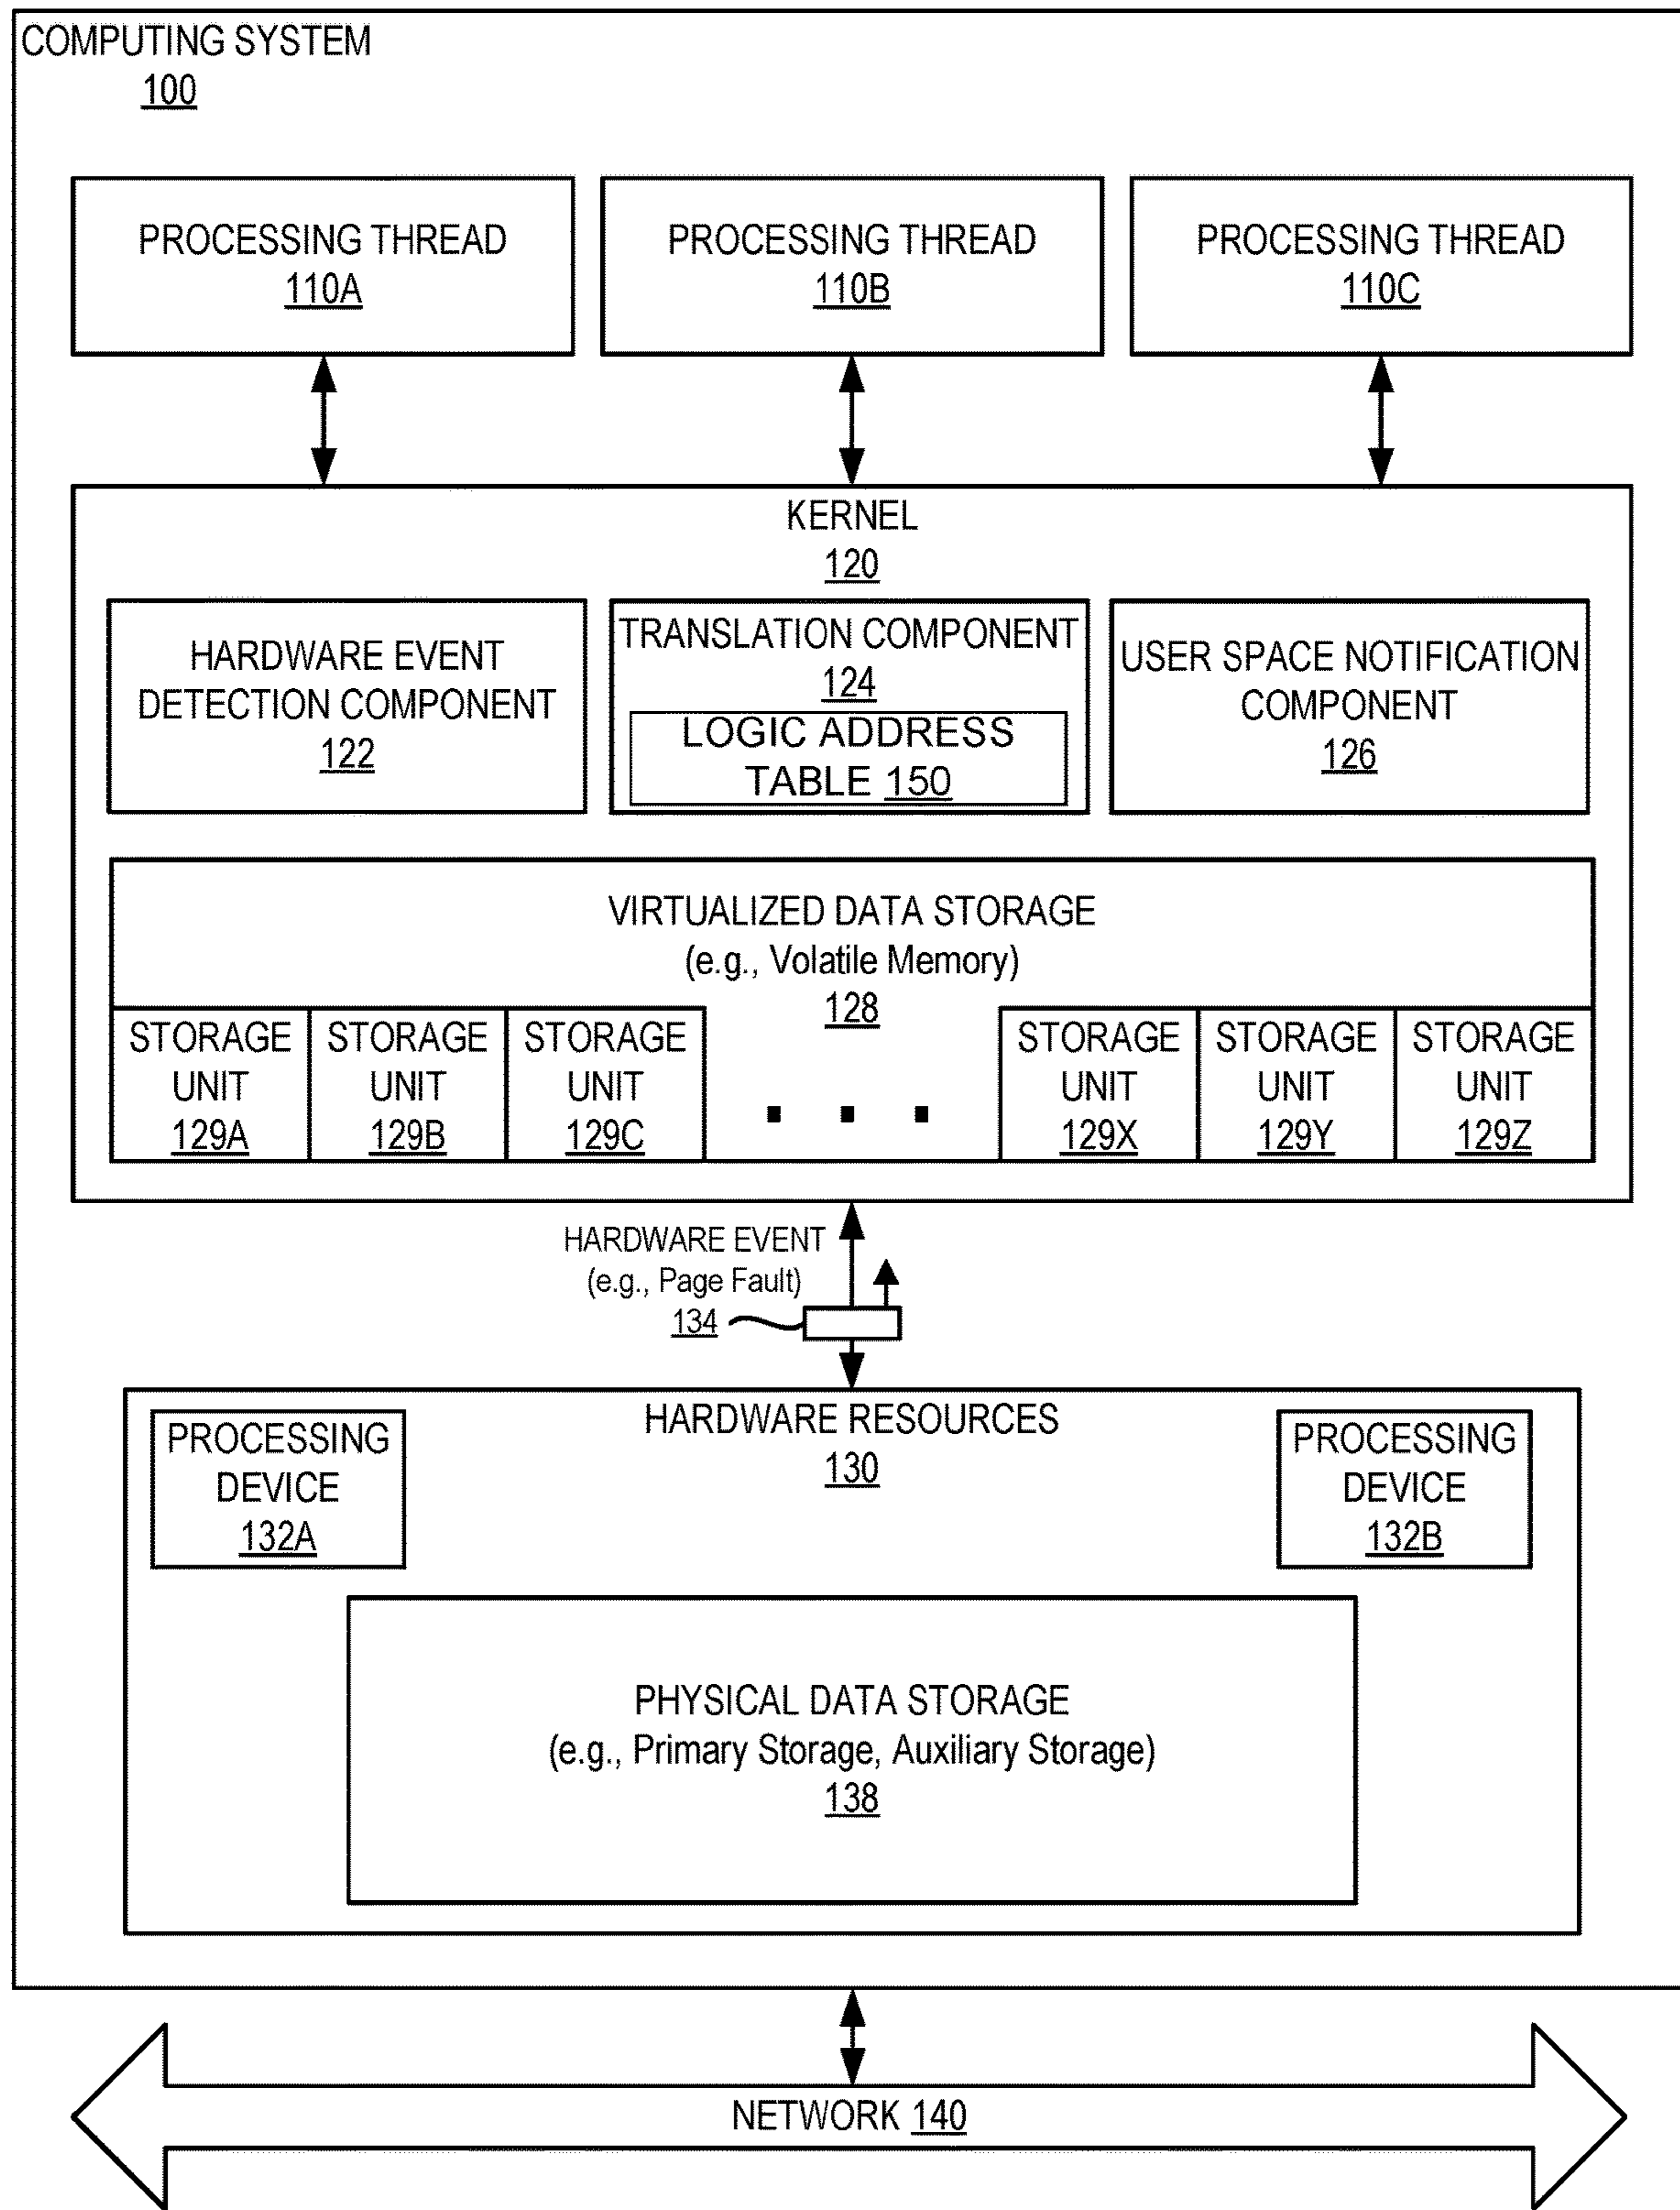 COMPUTING SYSTEM
100
PROCESSING THREAD
110A
PROCESSING THREAD
110B
PROCESSING THREAD
110C
KERNEL
120
HARDWARE EVENT
DETECTION COMPONENT
122
TRANSLATION COMPONENT
124
LOGIC ADDRESS
TABLE 150
USER SPACE NOTIFICATION
COMPONENT
126
VIRTUALIZED DATA STORAGE
(e.g., Volatile Memory)
128
STORAGE
UNIT
129A
STORAGE
UNIT
129B
STORAGE
UNIT
129C
. . .
STORAGE
UNIT
129X
STORAGE
UNIT
129Y
STORAGE
UNIT
129Z
HARDWARE EVENT
(e.g., Page Fault)
134
HARDWARE RESOURCES
130
PROCESSING
DEVICE
132A
PROCESSING
DEVICE
132B
PHYSICAL DATA STORAGE
(e.g., Primary Storage, Auxiliary Storage)
138
NETWORK 140